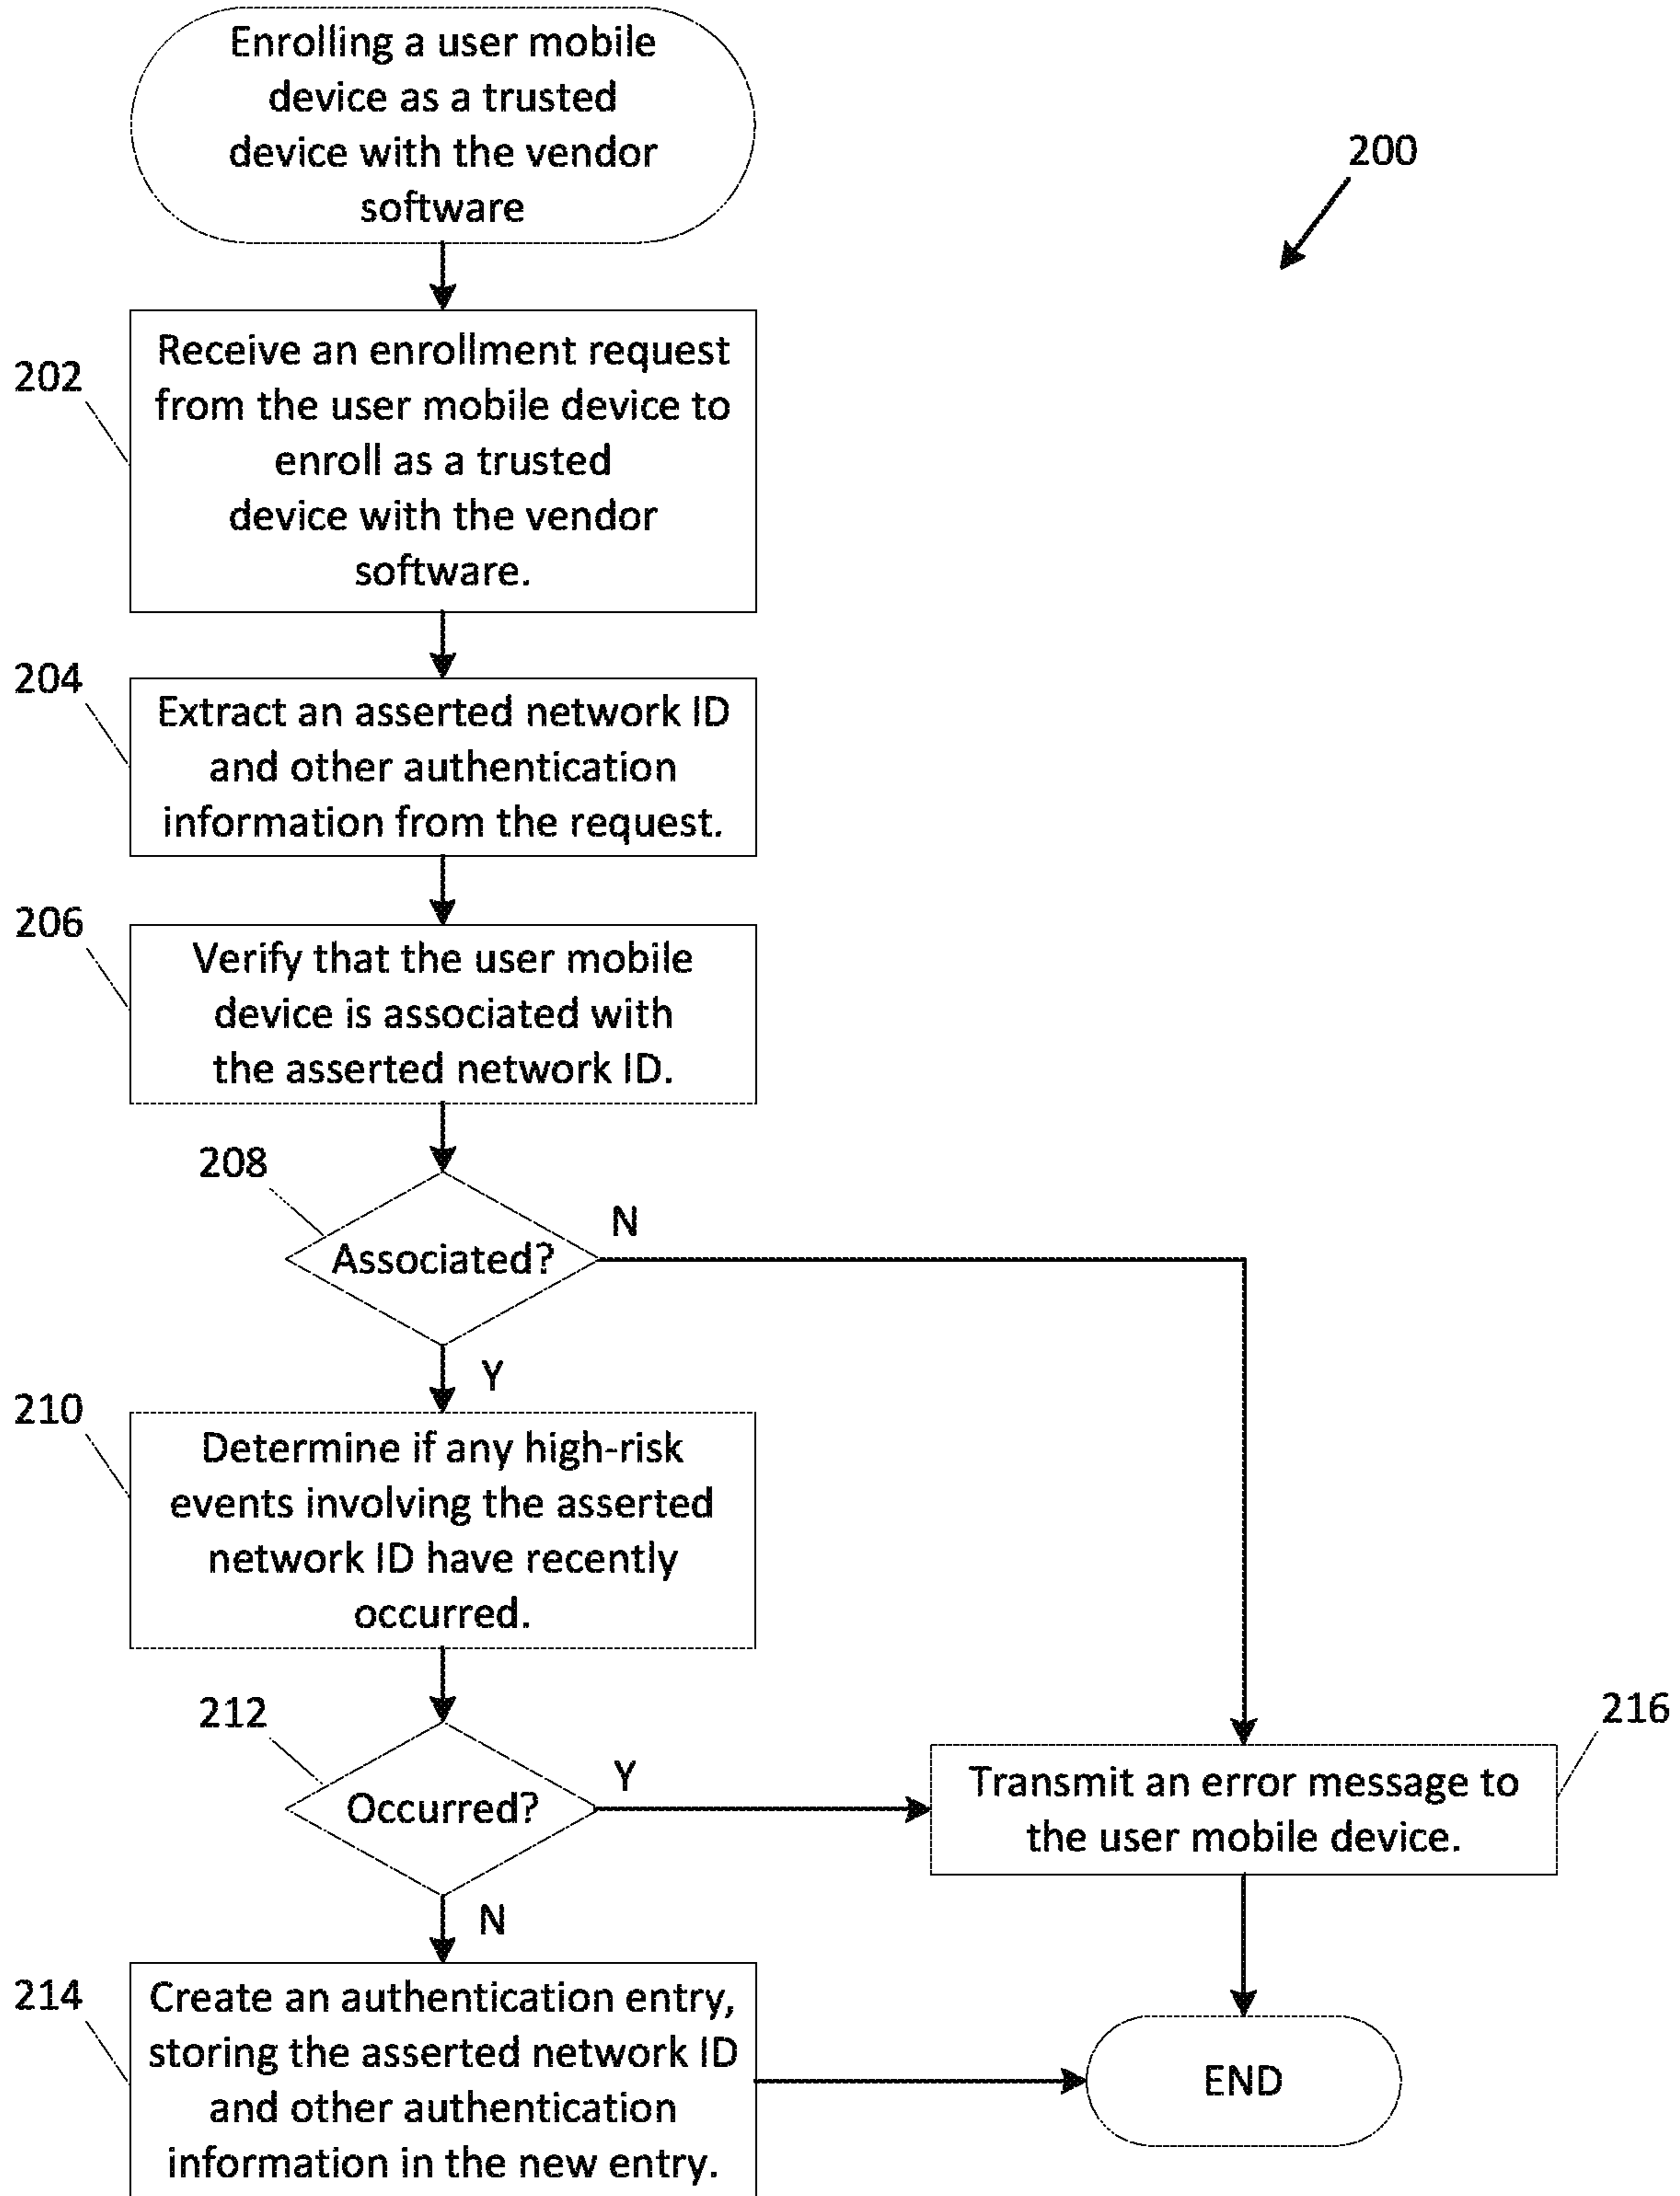 Enrolling a user mobile
device as a trusted
device with the vendor
software
200
202
Receive an enrollment request
from the user mobile device to
enroll as a trusted
device with the vendor
software.
204
Extract an asserted network ID
and other authentication
information from the request.
206
Verify that the user mobile
device is associated with
the asserted network ID.
208
Associated?
N
Y
210
Determine if any high-risk
events involving the asserted
network ID have recently
occurred.
212
Occurred?
Y
N
216
Transmit an error message to
the user mobile device.
214
Create an authentication entry,
storing the asserted network ID
and other authentication
information in the new entry.
END